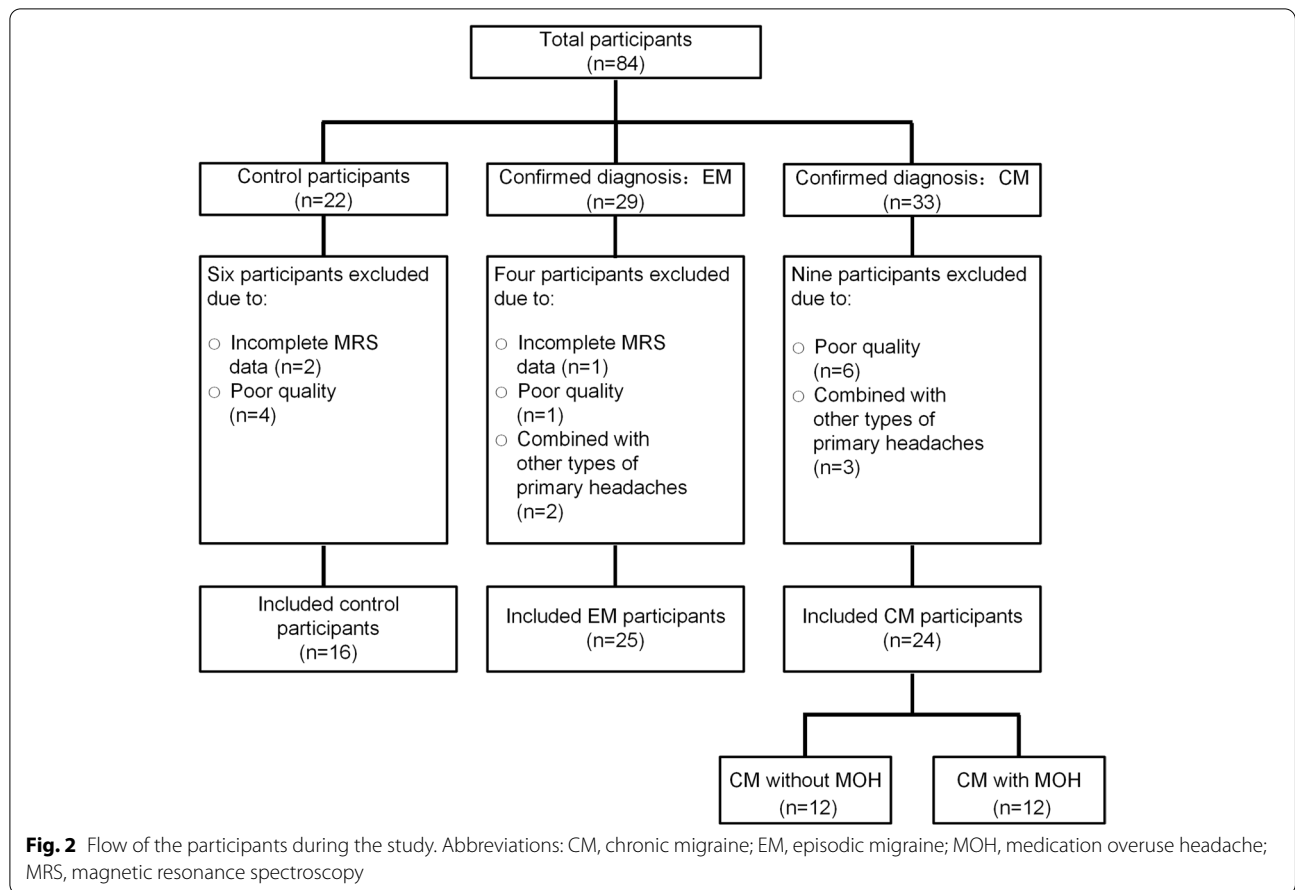 Total participants
(n=84)
Control participants
(n=22)
Confirmed diagnosis: EM
(n=29)
Confirmed diagnosis: CM
(n=33)
Six participants excluded
due to:
○ Incomplete MRS
data (n=2)
○ Poor quality
(n=4)
Four participants excluded
due to:
○ Incomplete MRS
data (n=1)
○ Poor quality
(n=1)
○ Combined with
other types of
primary headaches
(n=2)
Nine participants excluded
due to:
○ Poor quality
(n=6)
○ Combined with
other types of
primary headaches
(n=3)
Included control
participants
(n=16)
Included EM participants
(n=25)
Included CM participants
(n=24)
CM without MOH
(n=12)
CM with MOH
(n=12)
Fig. 2 Flow of the participants during the study. Abbreviations: CM, chronic migraine; EM, episodic migraine; MOH, medication overuse headache;
MRS, magnetic resonance spectroscopy